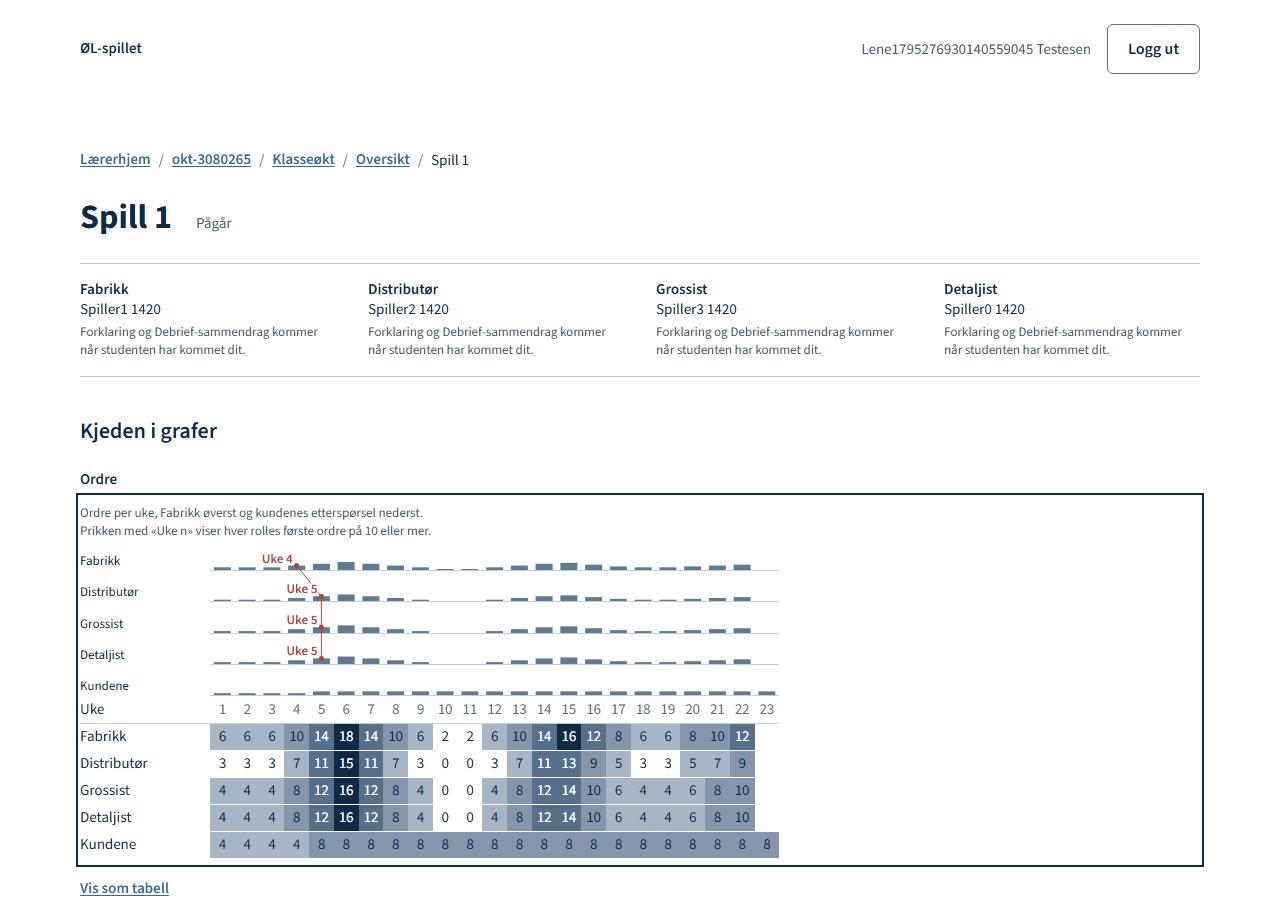 ØL-spillet
Lene1795276930140559045 Testesen
Logg ut
Lærerhjem / okt-3080265 / Klasseøkt / Oversikt / Spill 1
Spill 1 Pågår
Fabrikk Distributør Grossist Detaljist
Spiller1 1420 Spiller2 1420 Spiller3 1420 Spiller0 1420
Forklaring og Debrief-sammendrag kommer Forklaring og Debrief-sammendrag kommer Forklaring og Debrief-sammendrag kommer Forklaring og Debrief-sammendrag kommer
når studenten har kommet dit. når studenten har kommet dit. når studenten har kommet dit. når studenten har kommet dit.
Kjeden i grafer
Ordre
Ordre per uke, Fabrikk øverst og kundenes etterspørsel nederst.
Prikken med «Uke n» viser hver rolles første ordre på 10 eller mer.
Fabrikk Uke 4
Distributør Uke 5
Grossist Uke 5
Detaljist Uke 5
Kundene
Uke 1 2 3 4 5 6 7 8 9 10 11 12 13 14 15 16 17 18 19 20 21 22 23
Fabrikk 6 6 6 10 14 18 14 10 6 2 2 6 10 14 16 12 8 6 6 8 10 12
Distributør 3 3 3 7 11 15 11 7 3 0 0 3 7 11 13 9 5 3 3 5 7 9
Grossist 4 4 4 8 12 16 12 8 4 0 0 4 8 12 14 10 6 4 4 6 8 10
Detaljist 4 4 4 8 12 16 12 8 4 0 0 4 8 12 14 10 6 4 4 6 8 10
Kundene 4 4 4 4 8 8 8 8 8 8 8 8 8 8 8 8 8 8 8 8 8 8 8
Vis som tabell